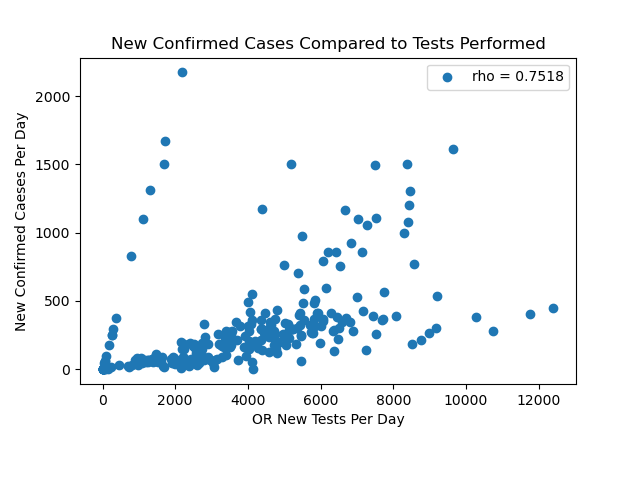 New Confirmed Cases Compared to Tests Performed
rho = 0.7518
New Confirmed Caeses Per Day
2000
1500
1000
500
0
0 2000 4000 6000 8000 10000 12000
OR New Tests Per Day